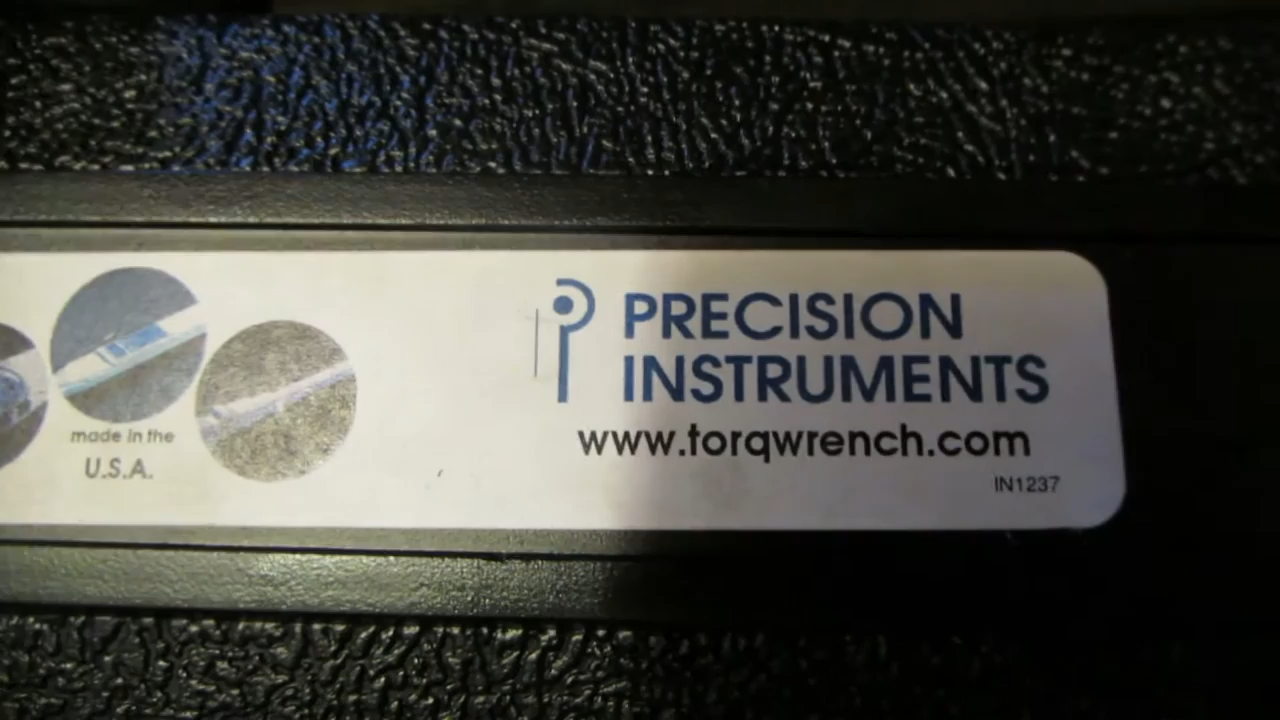 made in the
U.S.A.
PRECISION
INSTRUMENTS
www.torqwrench.com
IN1237